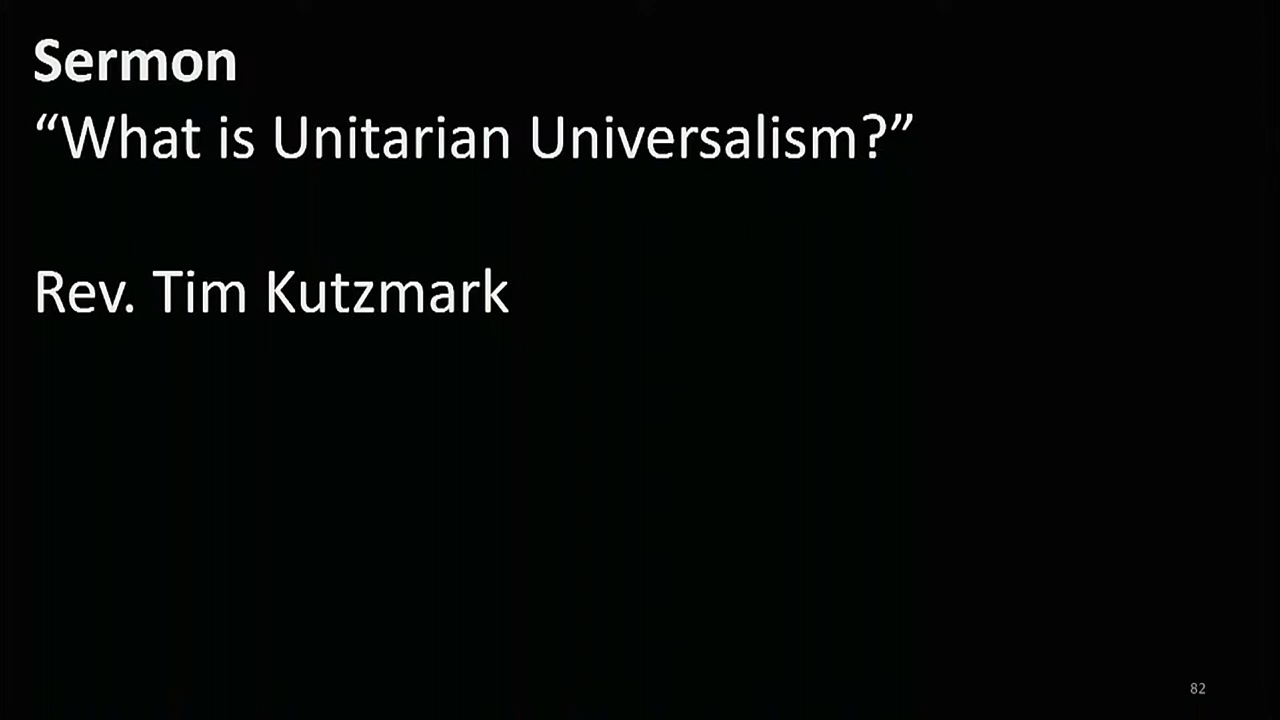 Sermon
“What is Unitarian Universalism?”
Rev. Tim Kutzmark
82